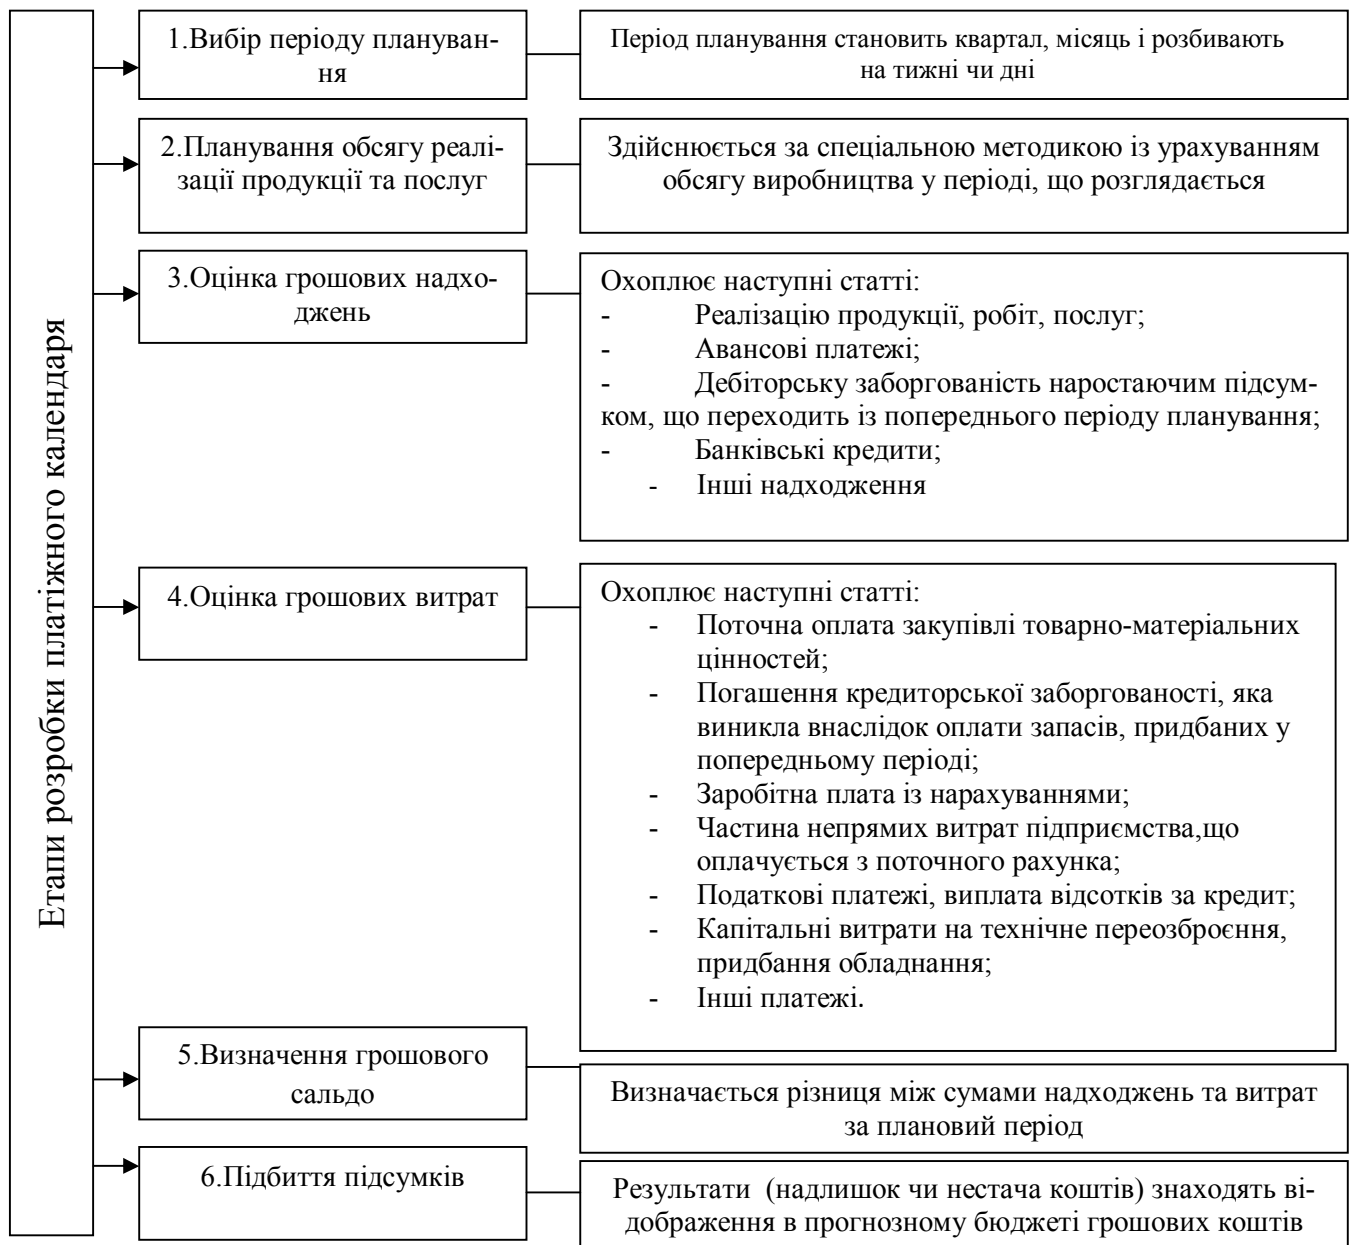 Етапи розробки платіжного календаря
1.Вибір періоду плануван-
ня
Період планування становить квартал, місяць і розбивають
на тижні чи дні
2.Планування обсягу реалі-
зації продукції та послуг
Здійснюється за спеціальною методикою із урахуванням
обсягу виробництва у періоді, що розглядається
3.Оцінка грошових надхо-
джень
Охоплює наступні статті:
- Реалізацію продукції, робіт, послуг;
- Авансові платежі;
- Дебіторську заборгованість наростаючим підсум-
ком, що переходить із попереднього періоду планування;
- Банківські кредити;
- Інші надходження
4.Оцінка грошових витрат
Охоплює наступні статті:
- Поточна оплата закупівлі товарно-матеріальних
цінностей;
- Погашення кредиторської заборгованості, яка
виникла внаслідок оплати запасів, придбаних у
попередньому періоді;
- Заробітна плата із нарахуваннями;
- Частина непрямих витрат підприємства,що
оплачується з поточного рахунка;
- Податкові платежі, виплата відсотків за кредит;
- Капітальні витрати на технічне переозброєння,
придбання обладнання;
- Інші платежі.
5.Визначення грошового
сальдо
Визначається різниця між сумами надходжень та витрат
за плановий період
6.Підбиття підсумків
Результати (надлишок чи нестача коштів) знаходять ві-
дображення в прогнозному бюджеті грошових коштів